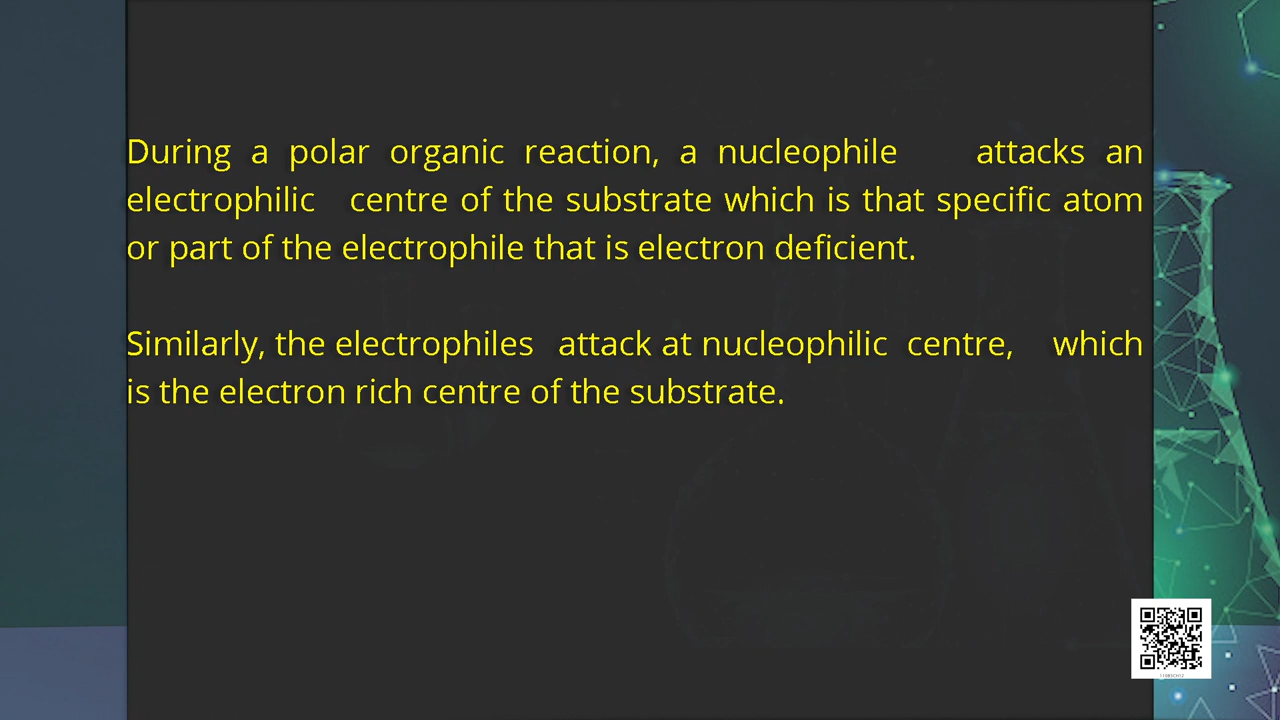 During a polar organic reaction, a nucleophile attacks an
electrophilic centre of the substrate which is that specific atom
or part of the electrophile that is electron deficient.
Similarly, the electrophiles attack at nucleophilic centre, which
is the electron rich centre of the substrate.